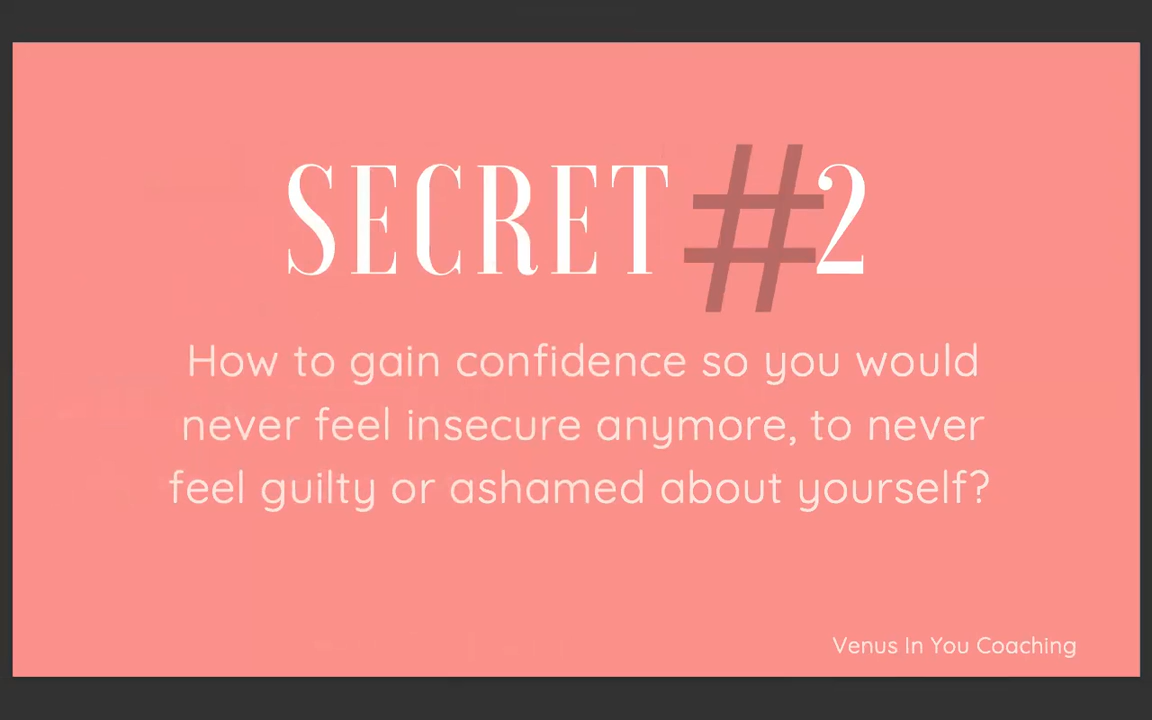 SECRET #2
How to gain confidence so you would
never feel insecure anymore, to never
feel guilty or ashamed about yourself?
Venus In You Coaching